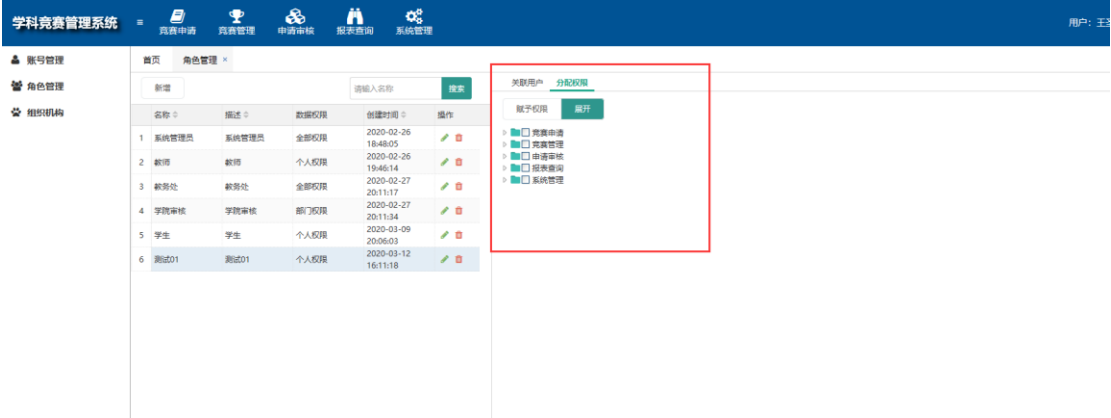 学科竞赛管理系统
竞赛申请 竞赛管理 申请审核 报表查询 系统管理
用户：王圣
账号管理
角色管理
组织机构
首页 角色管理 ×
新增 请输入名称 搜索
名称 描述 数据权限 创建时间 操作
1 系统管理员 系统管理员 全部权限 2020-02-26 18:48:05
2 教师 教师 个人权限 2020-02-26 19:46:14
3 教务处 教务处 全部权限 2020-02-27 20:11:17
4 学院审核 学院审核 部门权限 2020-02-27 20:11:34
5 学生 学生 个人权限 2020-03-09 20:06:03
6 测试01 测试01 个人权限 2020-03-12 16:11:18
关联用户 分配权限
赋予权限 展开
竞赛申请
竞赛管理
申请审核
报表查询
系统管理